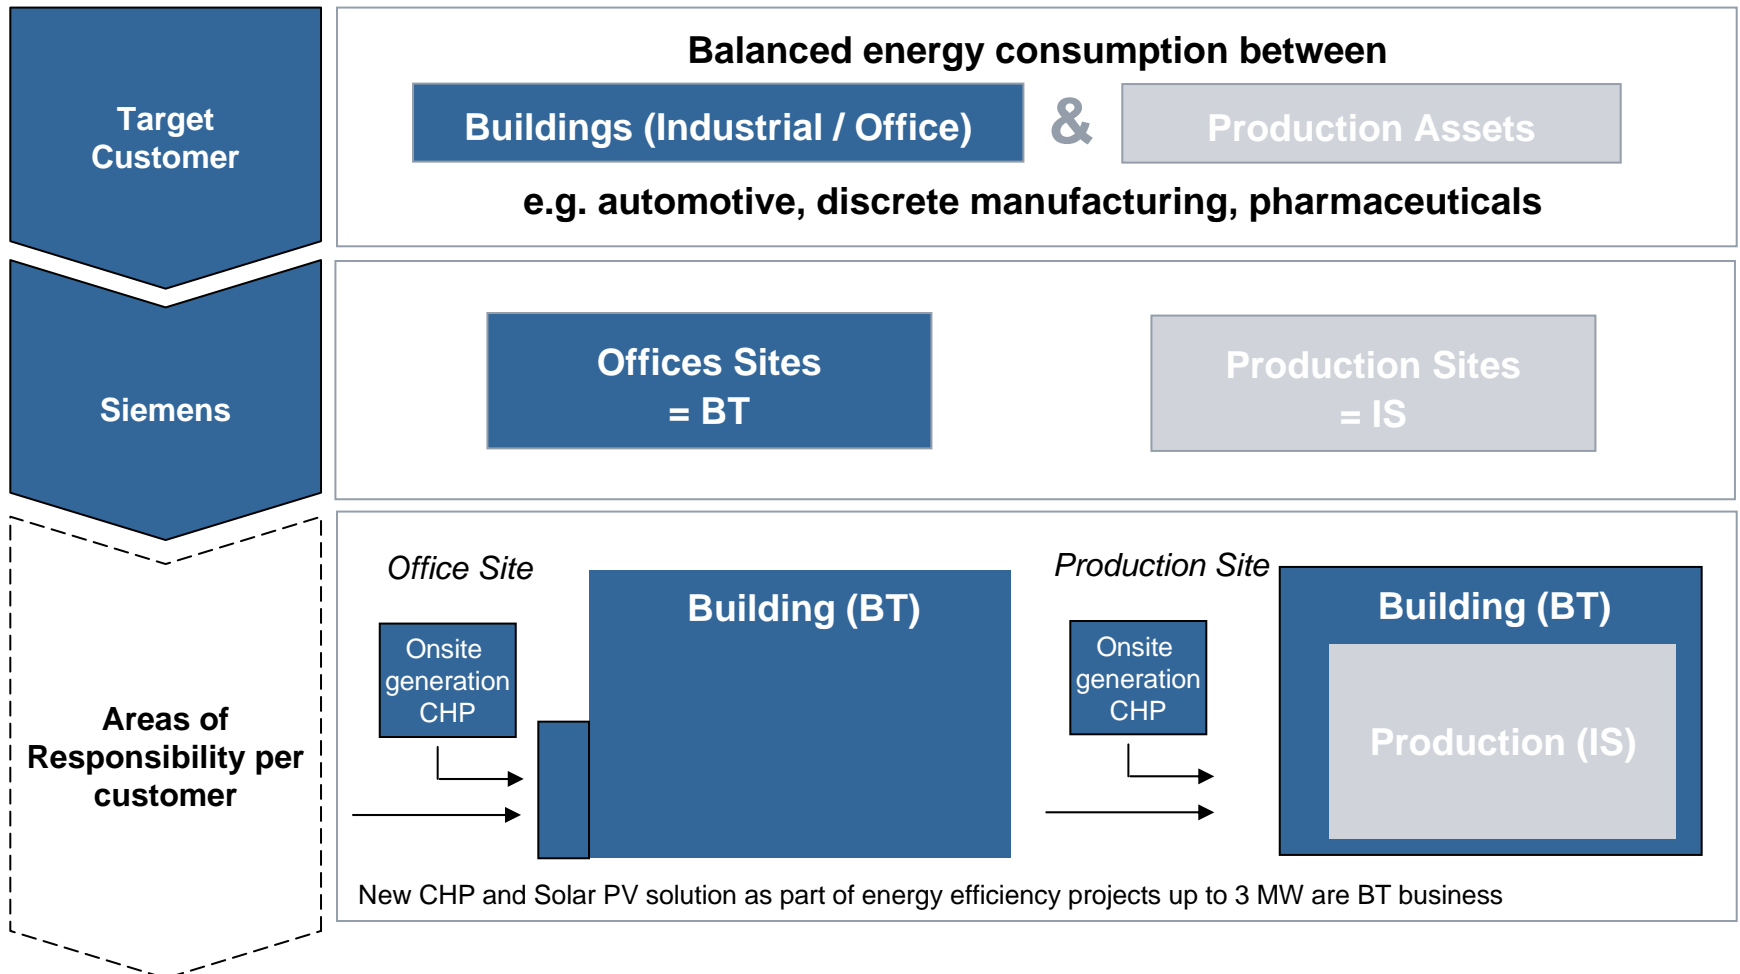 Target
Customer
Balanced energy consumption between
Buildings (Industrial / Office)
&
Production Assets
e.g. automotive, discrete manufacturing, pharmaceuticals
Siemens
Offices Sites
= BT
Production Sites
= IS
Areas of
Responsibility per
customer
Office Site
Onsite
generation
CHP
Building (BT)
Production Site
Onsite
generation
CHP
Building (BT)
Production (IS)
New CHP and Solar PV solution as part of energy efficiency projects up to 3 MW are BT business